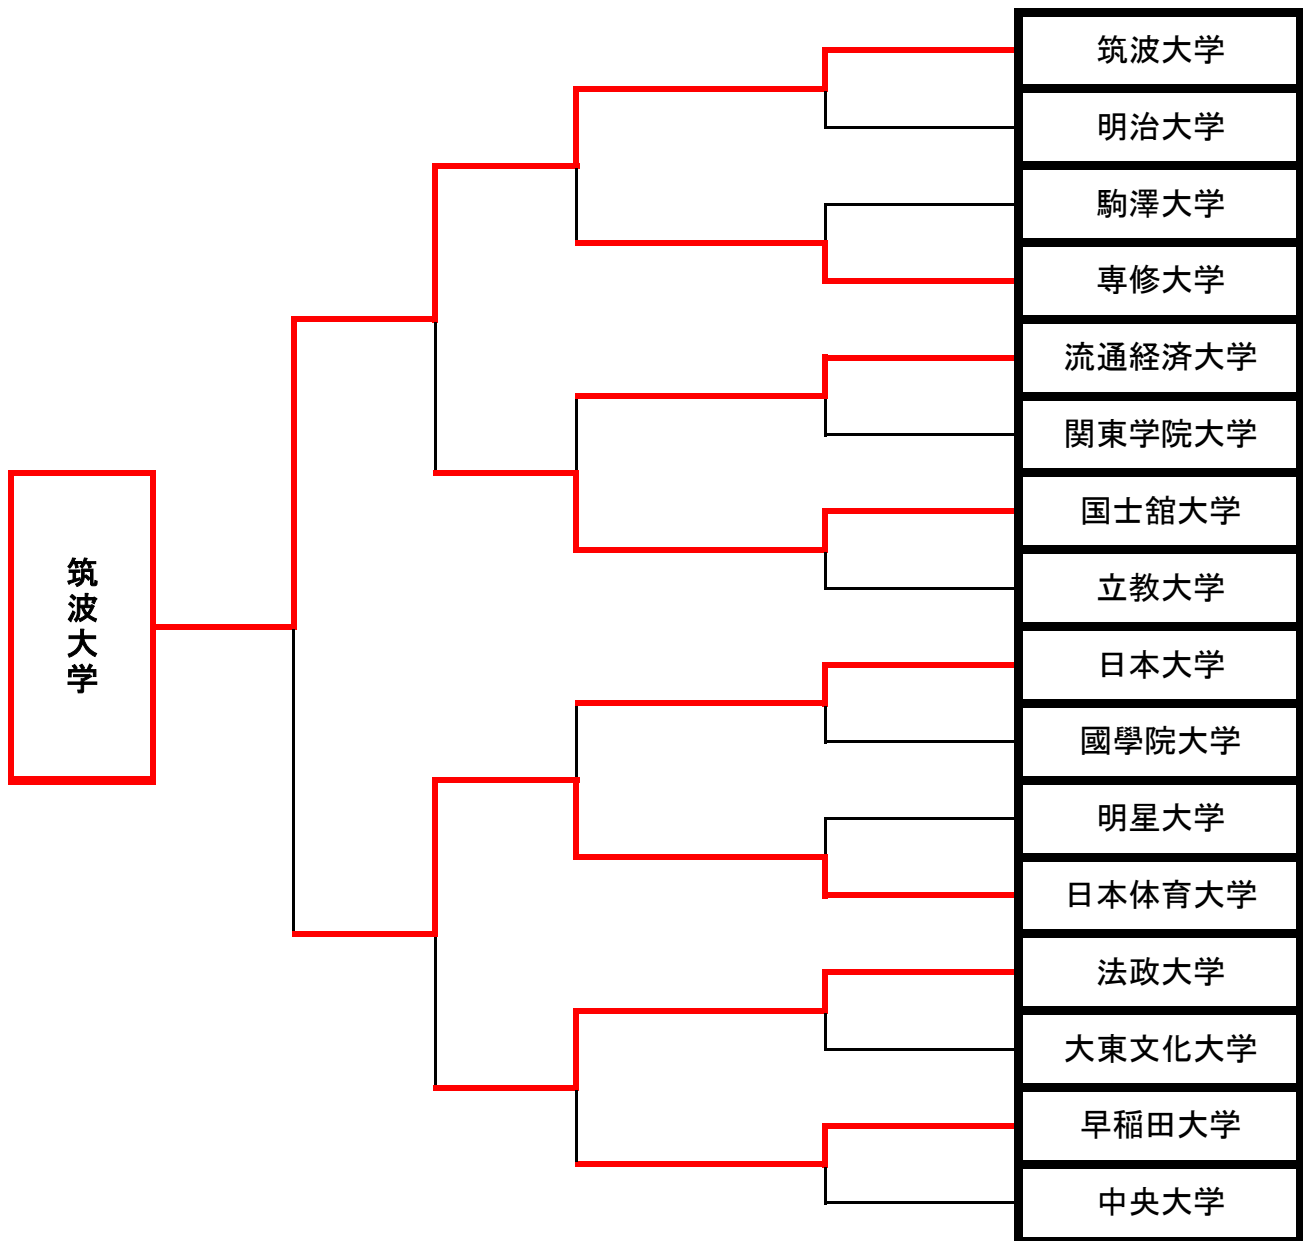 筑波大学
明治大学
駒澤大学
専修大学
流通経済大学
関東学院大学
国士舘大学
立教大学
日本大学
國學院大学
明星大学
日本体育大学
法政大学
大東文化大学
早稲田大学
中央大学
筑波大学